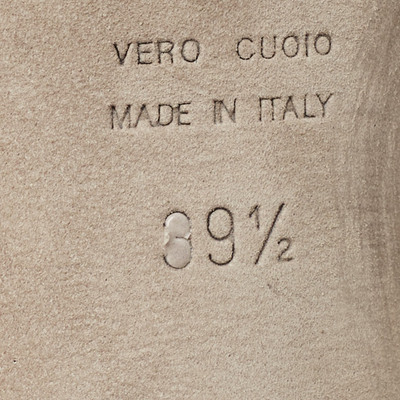 VERO CUOIO
MADE IN ITALY
9½